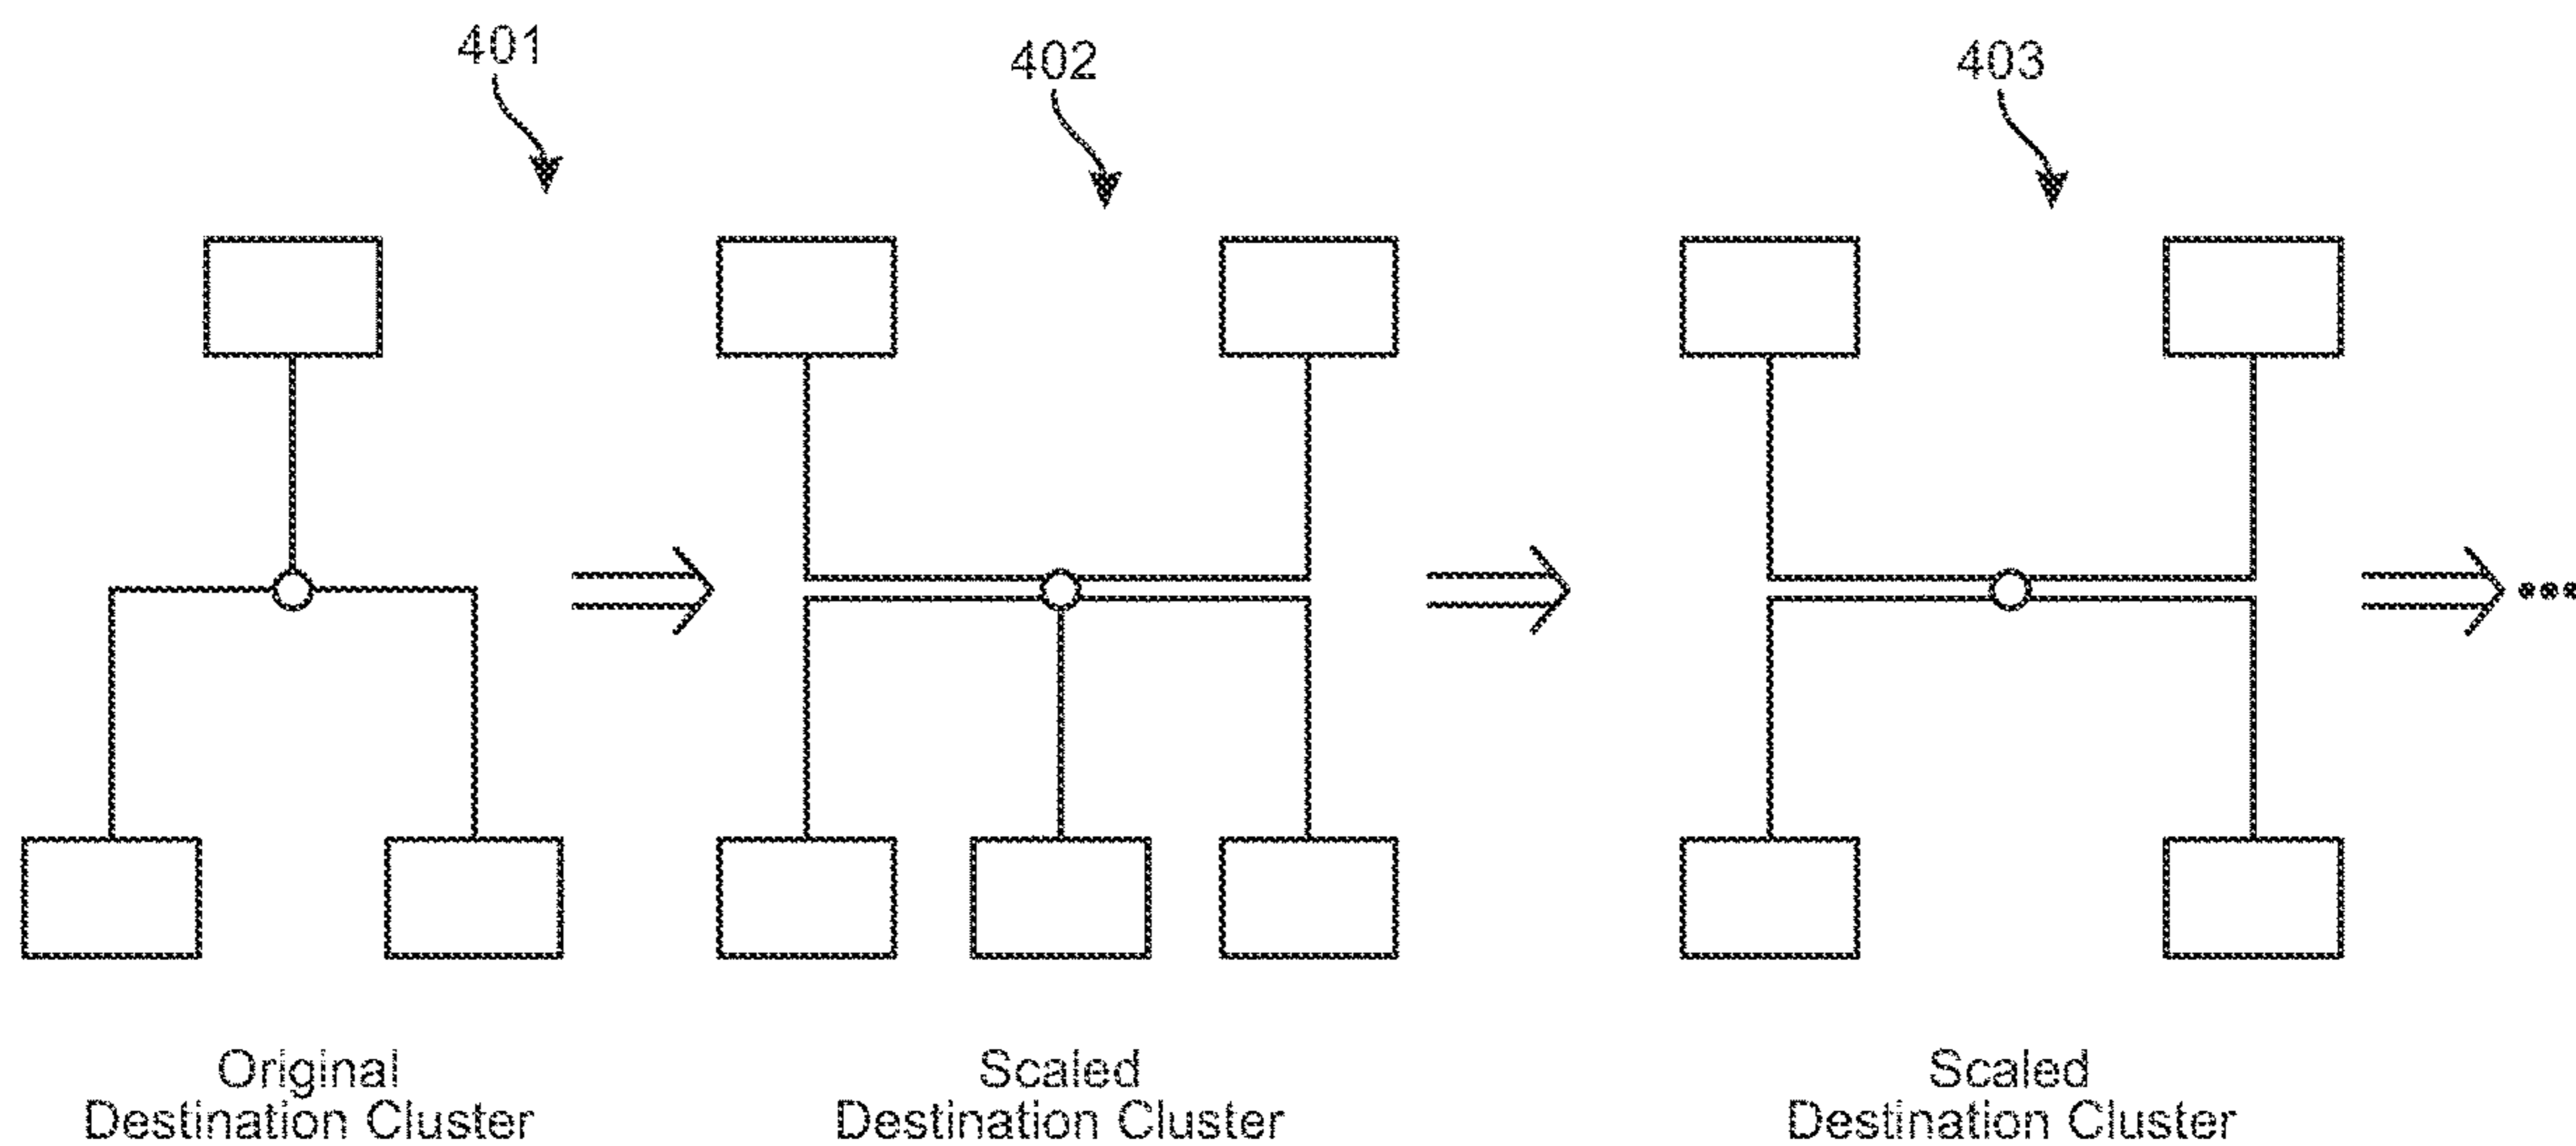 401
402
403
Original
Destination Cluster
Scaled
Destination Cluster
Scaled
Destination Cluster